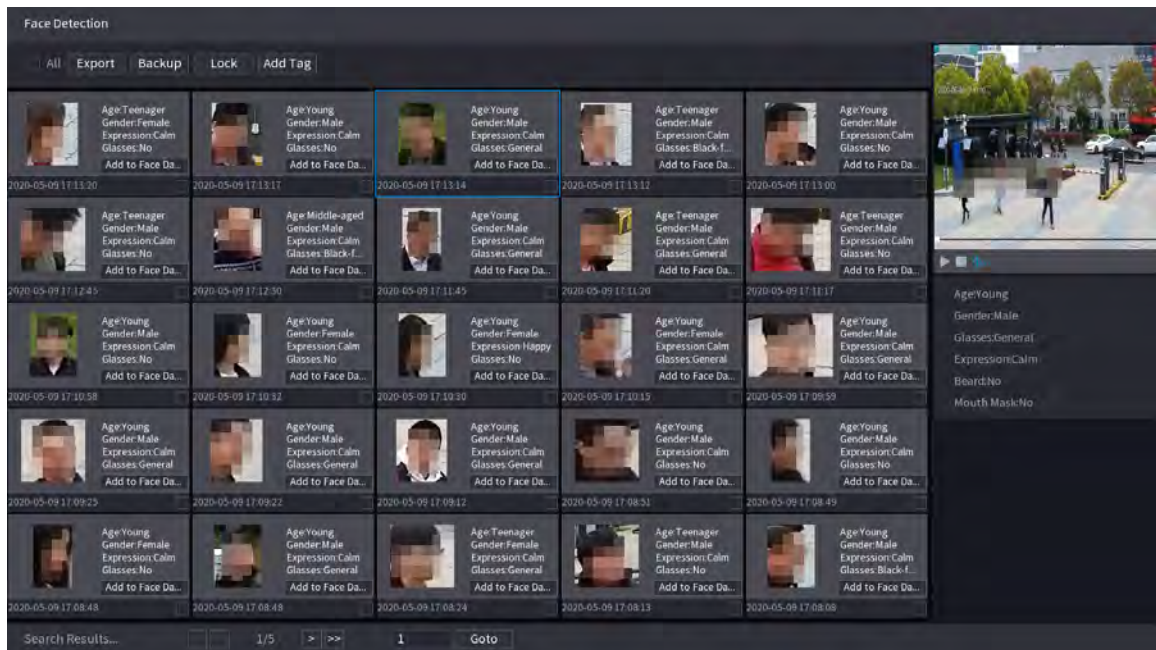 Face Detection
All Export Backup Lock Add Tag
Age:Teenager
Gender:Female
Expression:Calm
Glasses:No
Add to Face Da...
2020-05-09 17:13:20
Age:Young
Gender:Male
Expression:Calm
Glasses:No
Add to Face Da...
2020-05-09 17:13:17
Age:Young
Gender:Male
Expression:Calm
Glasses:General
Add to Face Da...
2020-05-09 17:13:14
Age:Teenager
Gender:Male
Expression:Calm
Glasses:Black-f...
Add to Face Da...
2020-05-09 17:13:12
Age:Young
Gender:Male
Expression:Calm
Glasses:No
Add to Face Da...
2020-05-09 17:13:00
Age:Teenager
Gender:Male
Expression:Calm
Glasses:No
Add to Face Da...
2020-05-09 17:12:45
Age:Middle-aged
Gender:Male
Expression:Calm
Glasses:Black-f...
Add to Face Da...
2020-05-09 17:12:30
Age:Young
Gender:Male
Expression:Calm
Glasses:General
Add to Face Da...
2020-05-09 17:11:45
Age:Teenager
Gender:Male
Expression:Calm
Glasses:General
Add to Face Da...
2020-05-09 17:11:20
Age:Teenager
Gender:Male
Expression:Calm
Glasses:No
Add to Face Da...
2020-05-09 17:11:17
Age:Young
Gender:Male
Expression:Calm
Glasses:No
Add to Face Da...
2020-05-09 17:10:58
Age:Young
Gender:Female
Expression:Calm
Glasses:No
Add to Face Da...
2020-05-09 17:10:32
Age:Young
Gender:Female
Expression:Happy
Glasses:No
Add to Face Da...
2020-05-09 17:10:30
Age:Young
Gender:Female
Expression:Calm
Glasses:General
Add to Face Da...
2020-05-09 17:10:15
Age:Young
Gender:Male
Expression:Calm
Glasses:General
Add to Face Da...
2020-05-09 17:09:59
Age:Young
Gender:Male
Expression:Calm
Glasses:General
Add to Face Da...
2020-05-09 17:09:25
Age:Young
Gender:Male
Expression:Calm
Glasses:General
Add to Face Da...
2020-05-09 17:09:22
Age:Young
Gender:Male
Expression:Calm
Glasses:General
Add to Face Da...
2020-05-09 17:09:12
Age:Young
Gender:Male
Expression:Calm
Glasses:No
Add to Face Da...
2020-05-09 17:08:51
Age:Young
Gender:Male
Expression:Calm
Glasses:No
Add to Face Da...
2020-05-09 17:08:49
Age:Young
Gender:Female
Expression:Calm
Glasses:No
Add to Face Da...
2020-05-09 17:08:48
Age:Young
Gender:Male
Expression:Calm
Glasses:General
Add to Face Da...
2020-05-09 17:08:48
Age:Teenager
Gender:Female
Expression:Calm
Glasses:General
Add to Face Da...
2020-05-09 17:08:24
Age:Teenager
Gender:Male
Expression:Calm
Glasses:No
Add to Face Da...
2020-05-09 17:08:13
Age:Young
Gender:Male
Expression:Calm
Glasses:Black-f...
Add to Face Da...
2020-05-09 17:08:08
Age:Young
Gender:Male
Glasses:General
Expression:Calm
Beard:No
Mouth Mask:No
Search Results... 1/5 > >> 1 Goto